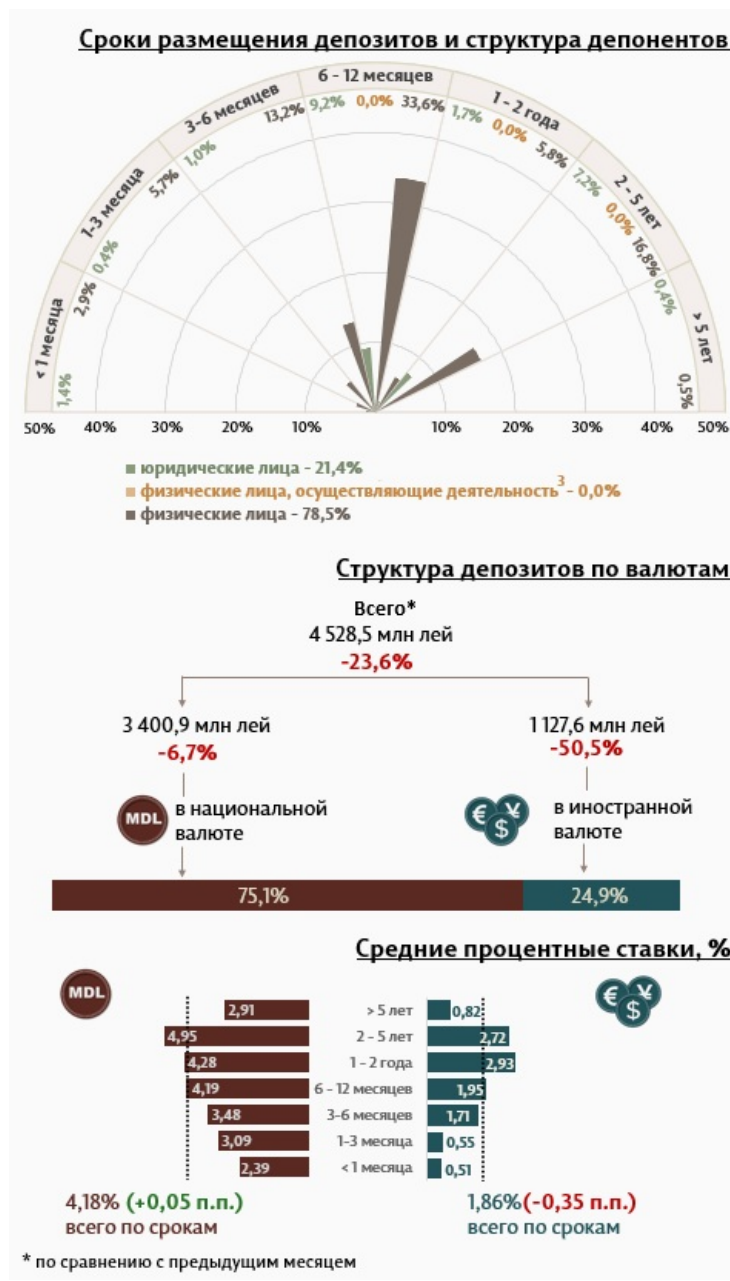 Сроки размещения депозитов и структура депонентов
6 - 12 месяцев
3-6 месяцев
1 - 2 года
1-3 месяца
2 - 5 лет
< 1 месяца
> 5 лет
1,4%
2,9%
0,4%
5,7%
1,0%
13,2%
9,2%
0,0%
33,6%
1,7%
0,0%
5,8%
7,2%
0,0%
16,8%
0,4%
0,5%
50% 40% 30% 20% 10% 10% 20% 30% 40% 50%
юридические лица - 21,4%
физические лица, осуществляющие деятельность3 - 0,0%
физические лица - 78,5%
Структура депозитов по валютам
Всего*
4 528,5 млн лей
-23,6%
3 400,9 млн лей
1 127,6 млн лей
-6,7%
-50,5%
MDL
в национальной
валюте
€ ¥ $
в иностранной
валюте
75,1% 24,9%
Средние процентные ставки, %
MDL
€ ¥ $
2,91 > 5 лет 0,82
4,95 2 - 5 лет 2,72
4,28 1 - 2 года 2,93
4,19 6 - 12 месяцев 1,95
3,48 3-6 месяцев 1,71
3,09 1-3 месяца 0,55
2,39 < 1 месяца 0,51
4,18% (+0,05 п.п.)
всего по срокам
1,86%(-0,35 п.п.)
всего по срокам
* по сравнению с предыдущим месяцем